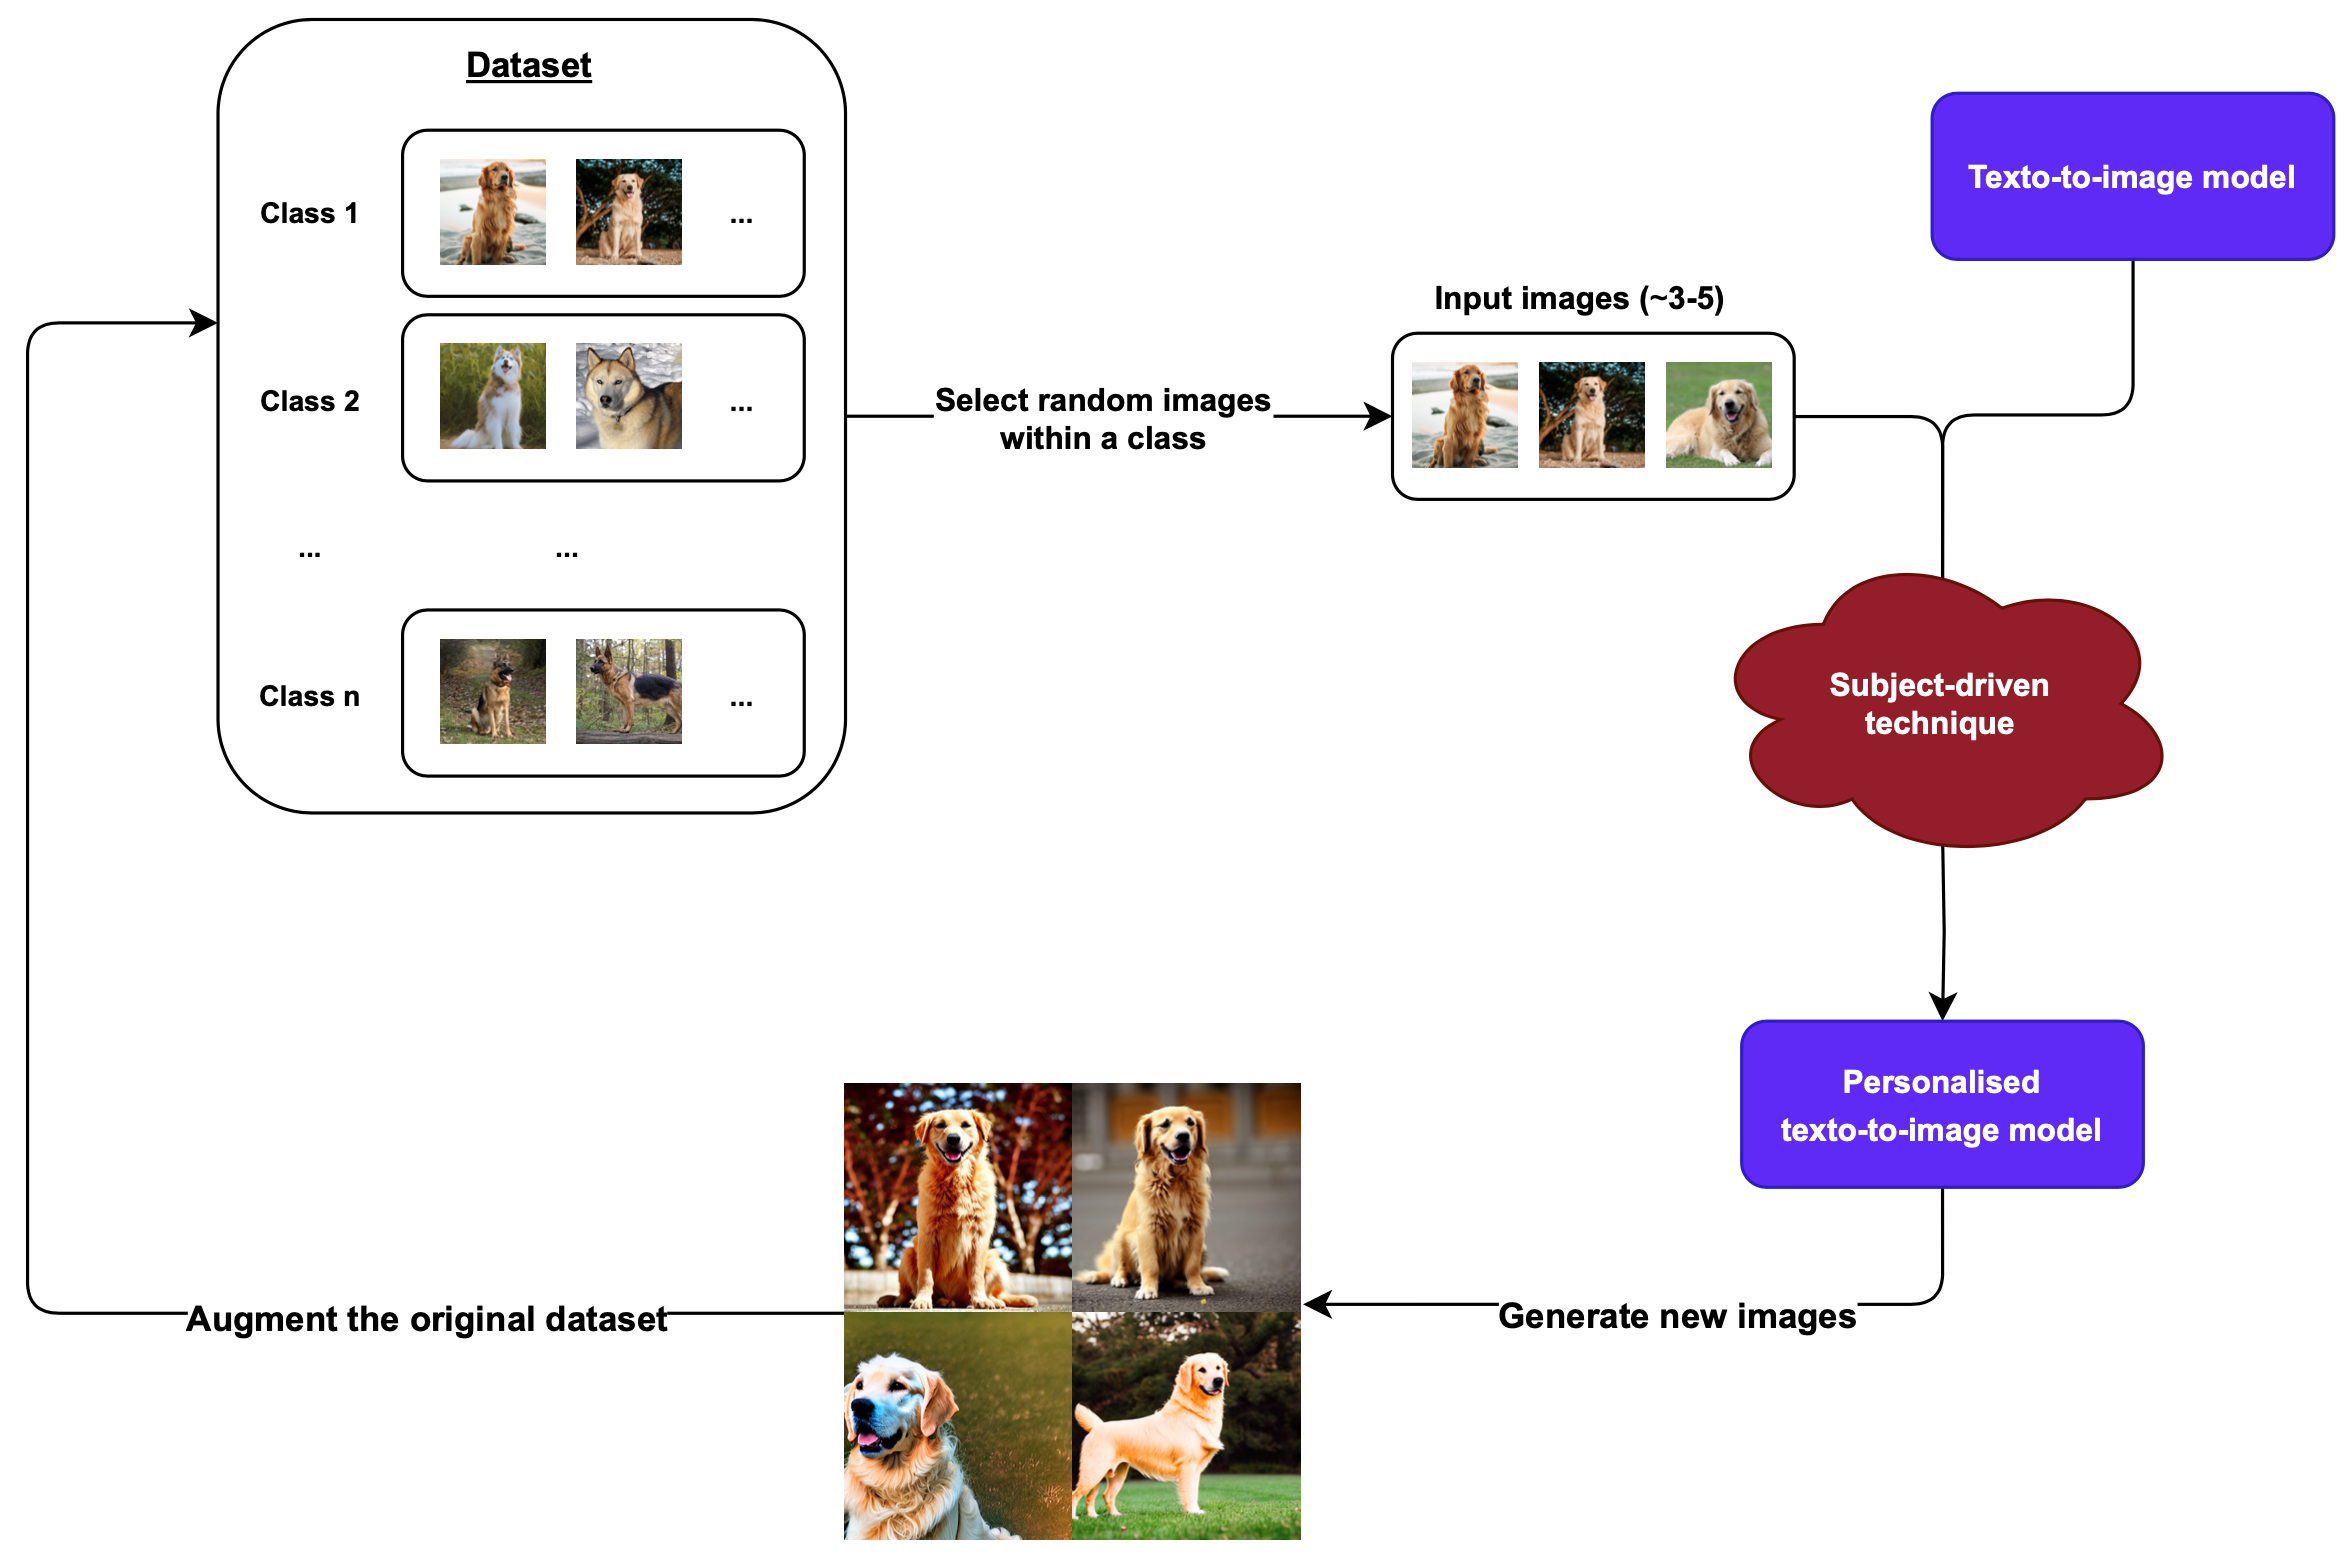 Dataset
Class 1
...
Class 2
...
...
...
Class n
...
Select random images
within a class
Input images (~3-5)
Texto-to-image model
Subject-driven
technique
Personalised
texto-to-image model
Generate new images
Augment the original dataset